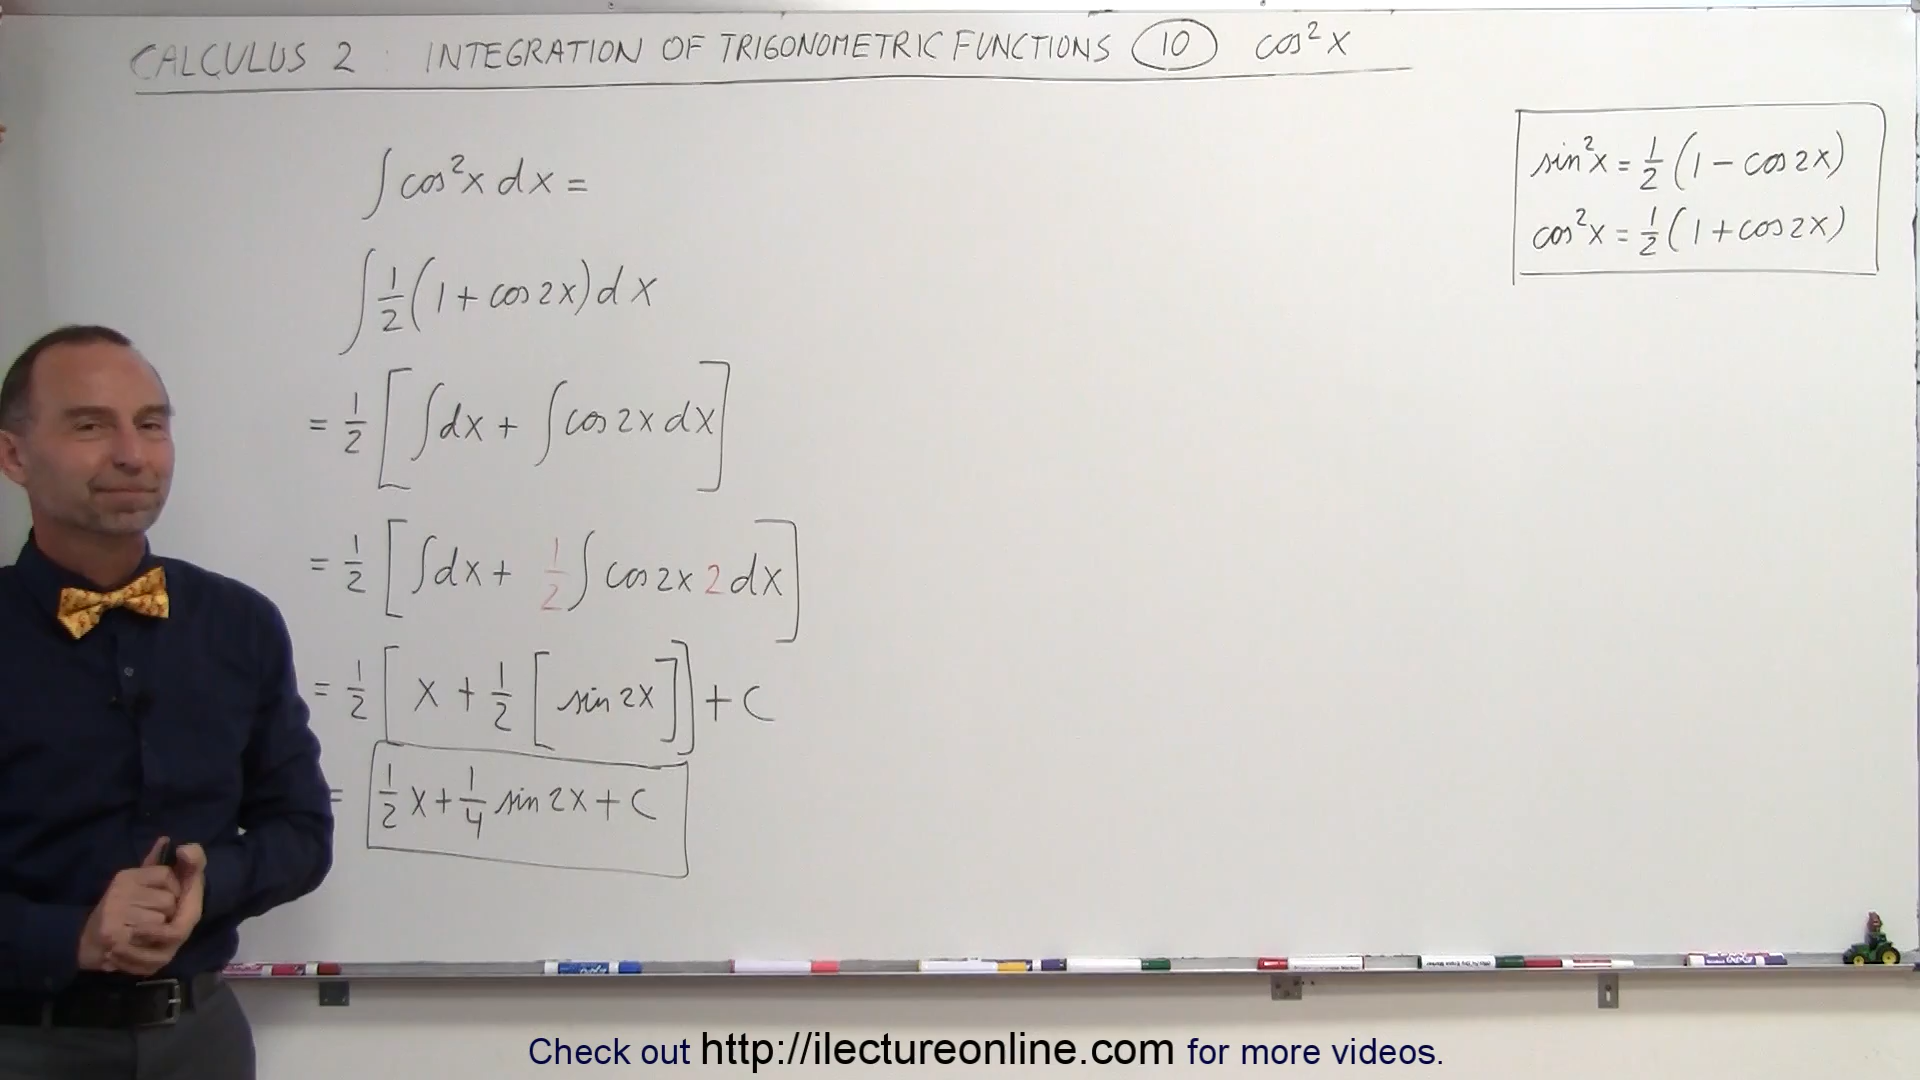 CALCULUS 2 : INTEGRATION OF TRIGONOMETRIC FUNCTIONS 10 cos²x
sin²x = 1/2 (1 - cos 2x)
cos²x = 1/2 (1 + cos 2x)
∫ cos²x dx =
∫ 1/2 (1 + cos 2x) dx
= 1/2 [ ∫ dx + ∫ cos 2x dx ]
= 1/2 [ ∫ dx + 1/2 ∫ cos 2x 2 dx ]
= 1/2 [ x + 1/2 [ sin 2x ] ] + C
= 1/2 x + 1/4 sin 2x + C
Check out http://ilectureonline.com for more videos.